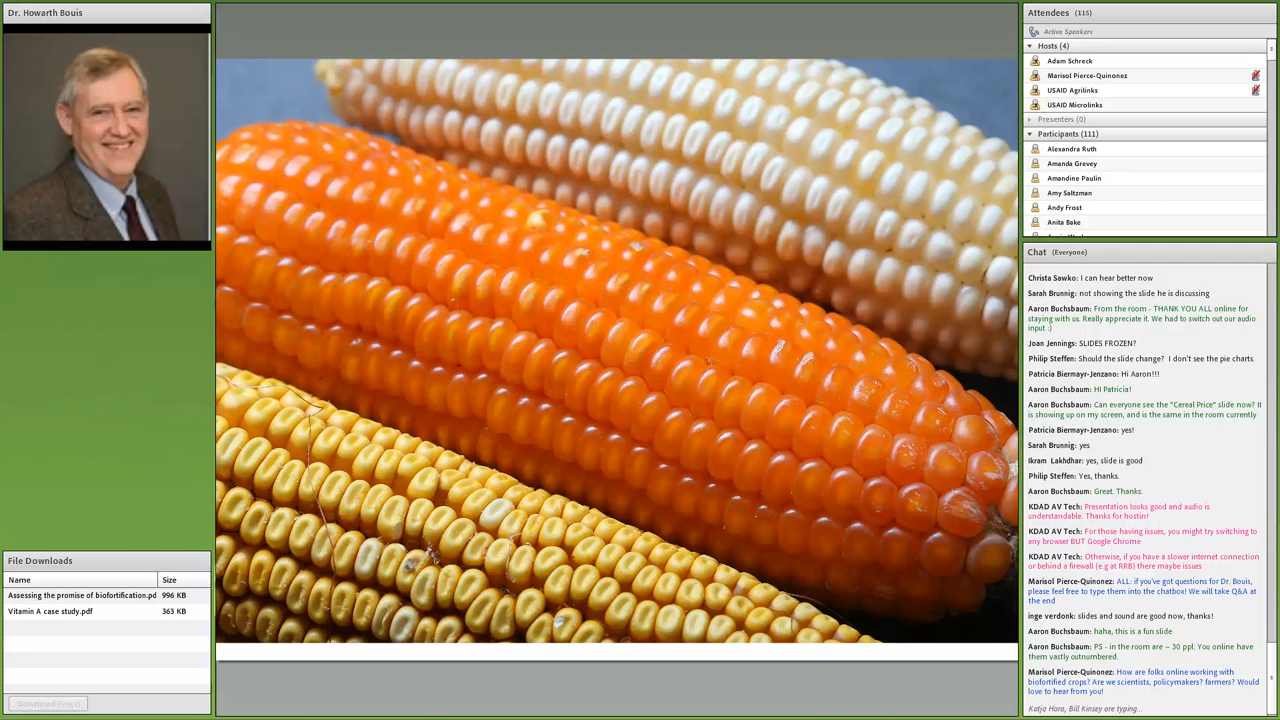 Dr. Howarth Bouis
File Downloads
Name Size
Assessing the promise of biofortification.pd 996 KB
Vitamin A case study.pdf 363 KB
Download File(s)
Attendees (115)
Active Speakers
Hosts (4)
Adam Schreck
Marisol Pierce-Quinonez
USAID Agrilinks
USAID Microlinks
Presenters (0)
Participants (111)
Alexandra Ruth
Amanda Grevey
Amandine Paulin
Amy Saltzman
Andy Frost
Anita Bake
Chat (Everyone)
Christa Sawko: I can hear better now
Sarah Brunnig: not showing the slide he is discussing
Aaron Buchsbaum: From the room - THANK YOU ALL online for
staying with us. Really appreciate it. We had to switch out our audio
input :)
Joan Jennings: SLIDES FROZEN?
Philip Steffen: Should the slide change? I don't see the pie charts.
Patricia Biermayr-Jenzano: Hi Aaron!!!
Aaron Buchsbaum: HI Patricia!
Aaron Buchsbaum: Can everyone see the "Cereal Price" slide now? It
is showing up on my screen, and is the same in the room currently
Patricia Biermayr-Jenzano: yes!
Sarah Brunnig: yes
Ikram Lakhdhar: yes, slide is good
Philip Steffen: Yes, thanks.
Aaron Buchsbaum: Great. Thanks.
KDAD AV Tech: Presentation looks good and audio is
understandable. Thanks for hostin!
KDAD AV Tech: For those having issues, you might try switching to
any browser BUT Google Chrome
KDAD AV Tech: Otherwise, if you have a slower internet connection
or behind a firewall (e.g at RRB) there maybe issues
Marisol Pierce-Quinonez: ALL: if you've got questions for Dr. Bouis,
please feel free to type them into the chatbox! We will take Q&A at
the end
inge verdonk: slides and sound are good now, thanks!
Aaron Buchsbaum: haha, this is a fun slide
Aaron Buchsbaum: PS - in the room are ~ 30 ppl. You online have
them vastly outnumbered.
Marisol Pierce-Quinonez: How are folks online working with
biofortified crops? Are we scientists, policymakers? farmers? Would
love to hear from you!
Katja Hora, Bill Kinsey are typing...